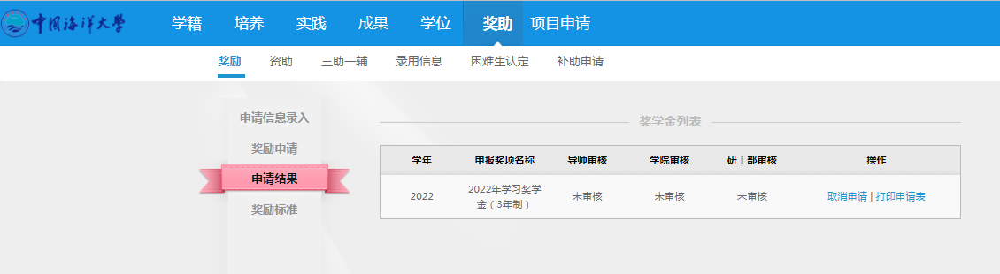 中国海洋大学 学籍 培养 实践 成果 学位 奖助 项目申请
奖励 资助 三助一辅 录用信息 困难生认定 补助申请
申请信息录入
奖励申请
申请结果
奖励标准
奖学金列表
学年 申报奖项名称 导师审核 学院审核 研工部审核 操作
2022 2022年学习奖学 未审核 未审核 未审核 取消申请 | 打印申请表
金（3年制）